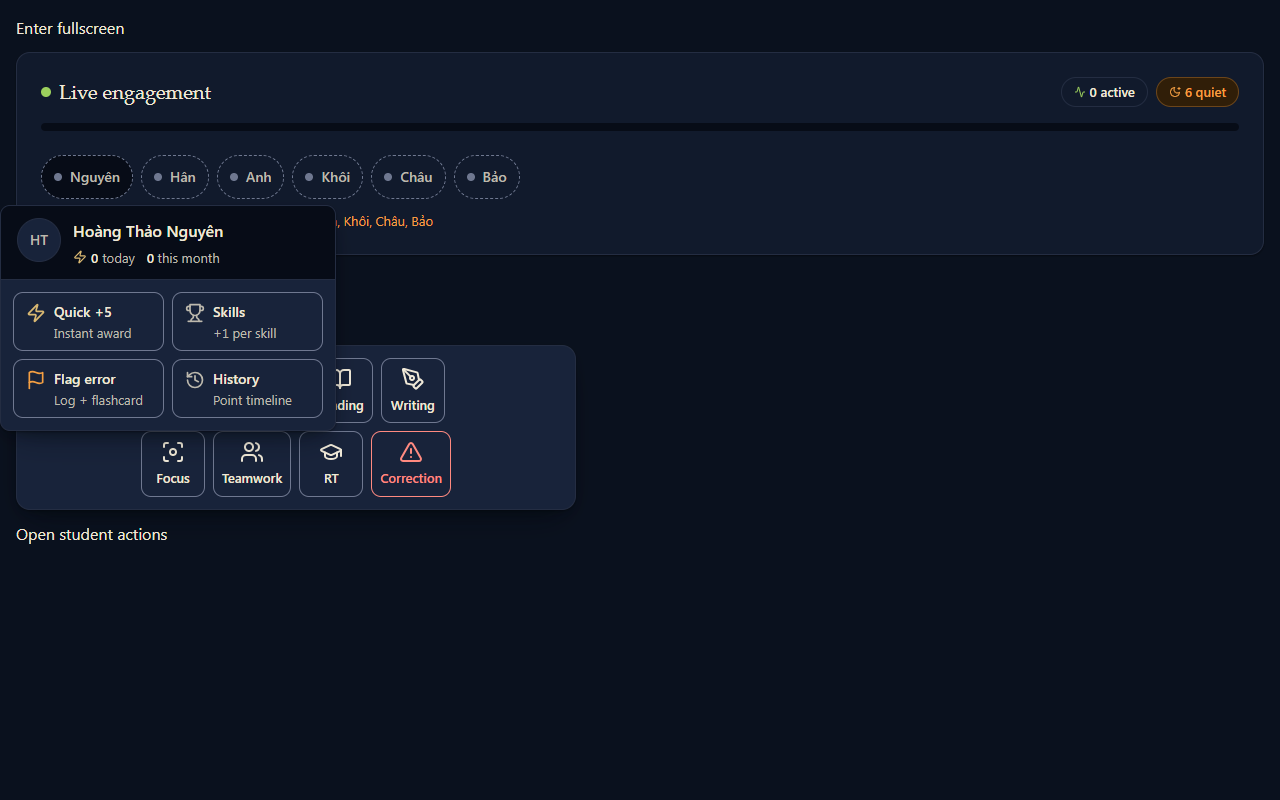 Enter fullscreen
Live engagement
0 active
6 quiet
Nguyên
Hân
Anh
Khôi
Châu
Bảo
, Khôi, Châu, Bảo
HT
Hoàng Thảo Nguyên
0 today 0 this month
Quick +5
Instant award
Skills
+1 per skill
Flag error
Log + flashcard
History
Point timeline
Writing
Focus
Teamwork
RT
Correction
Open student actions